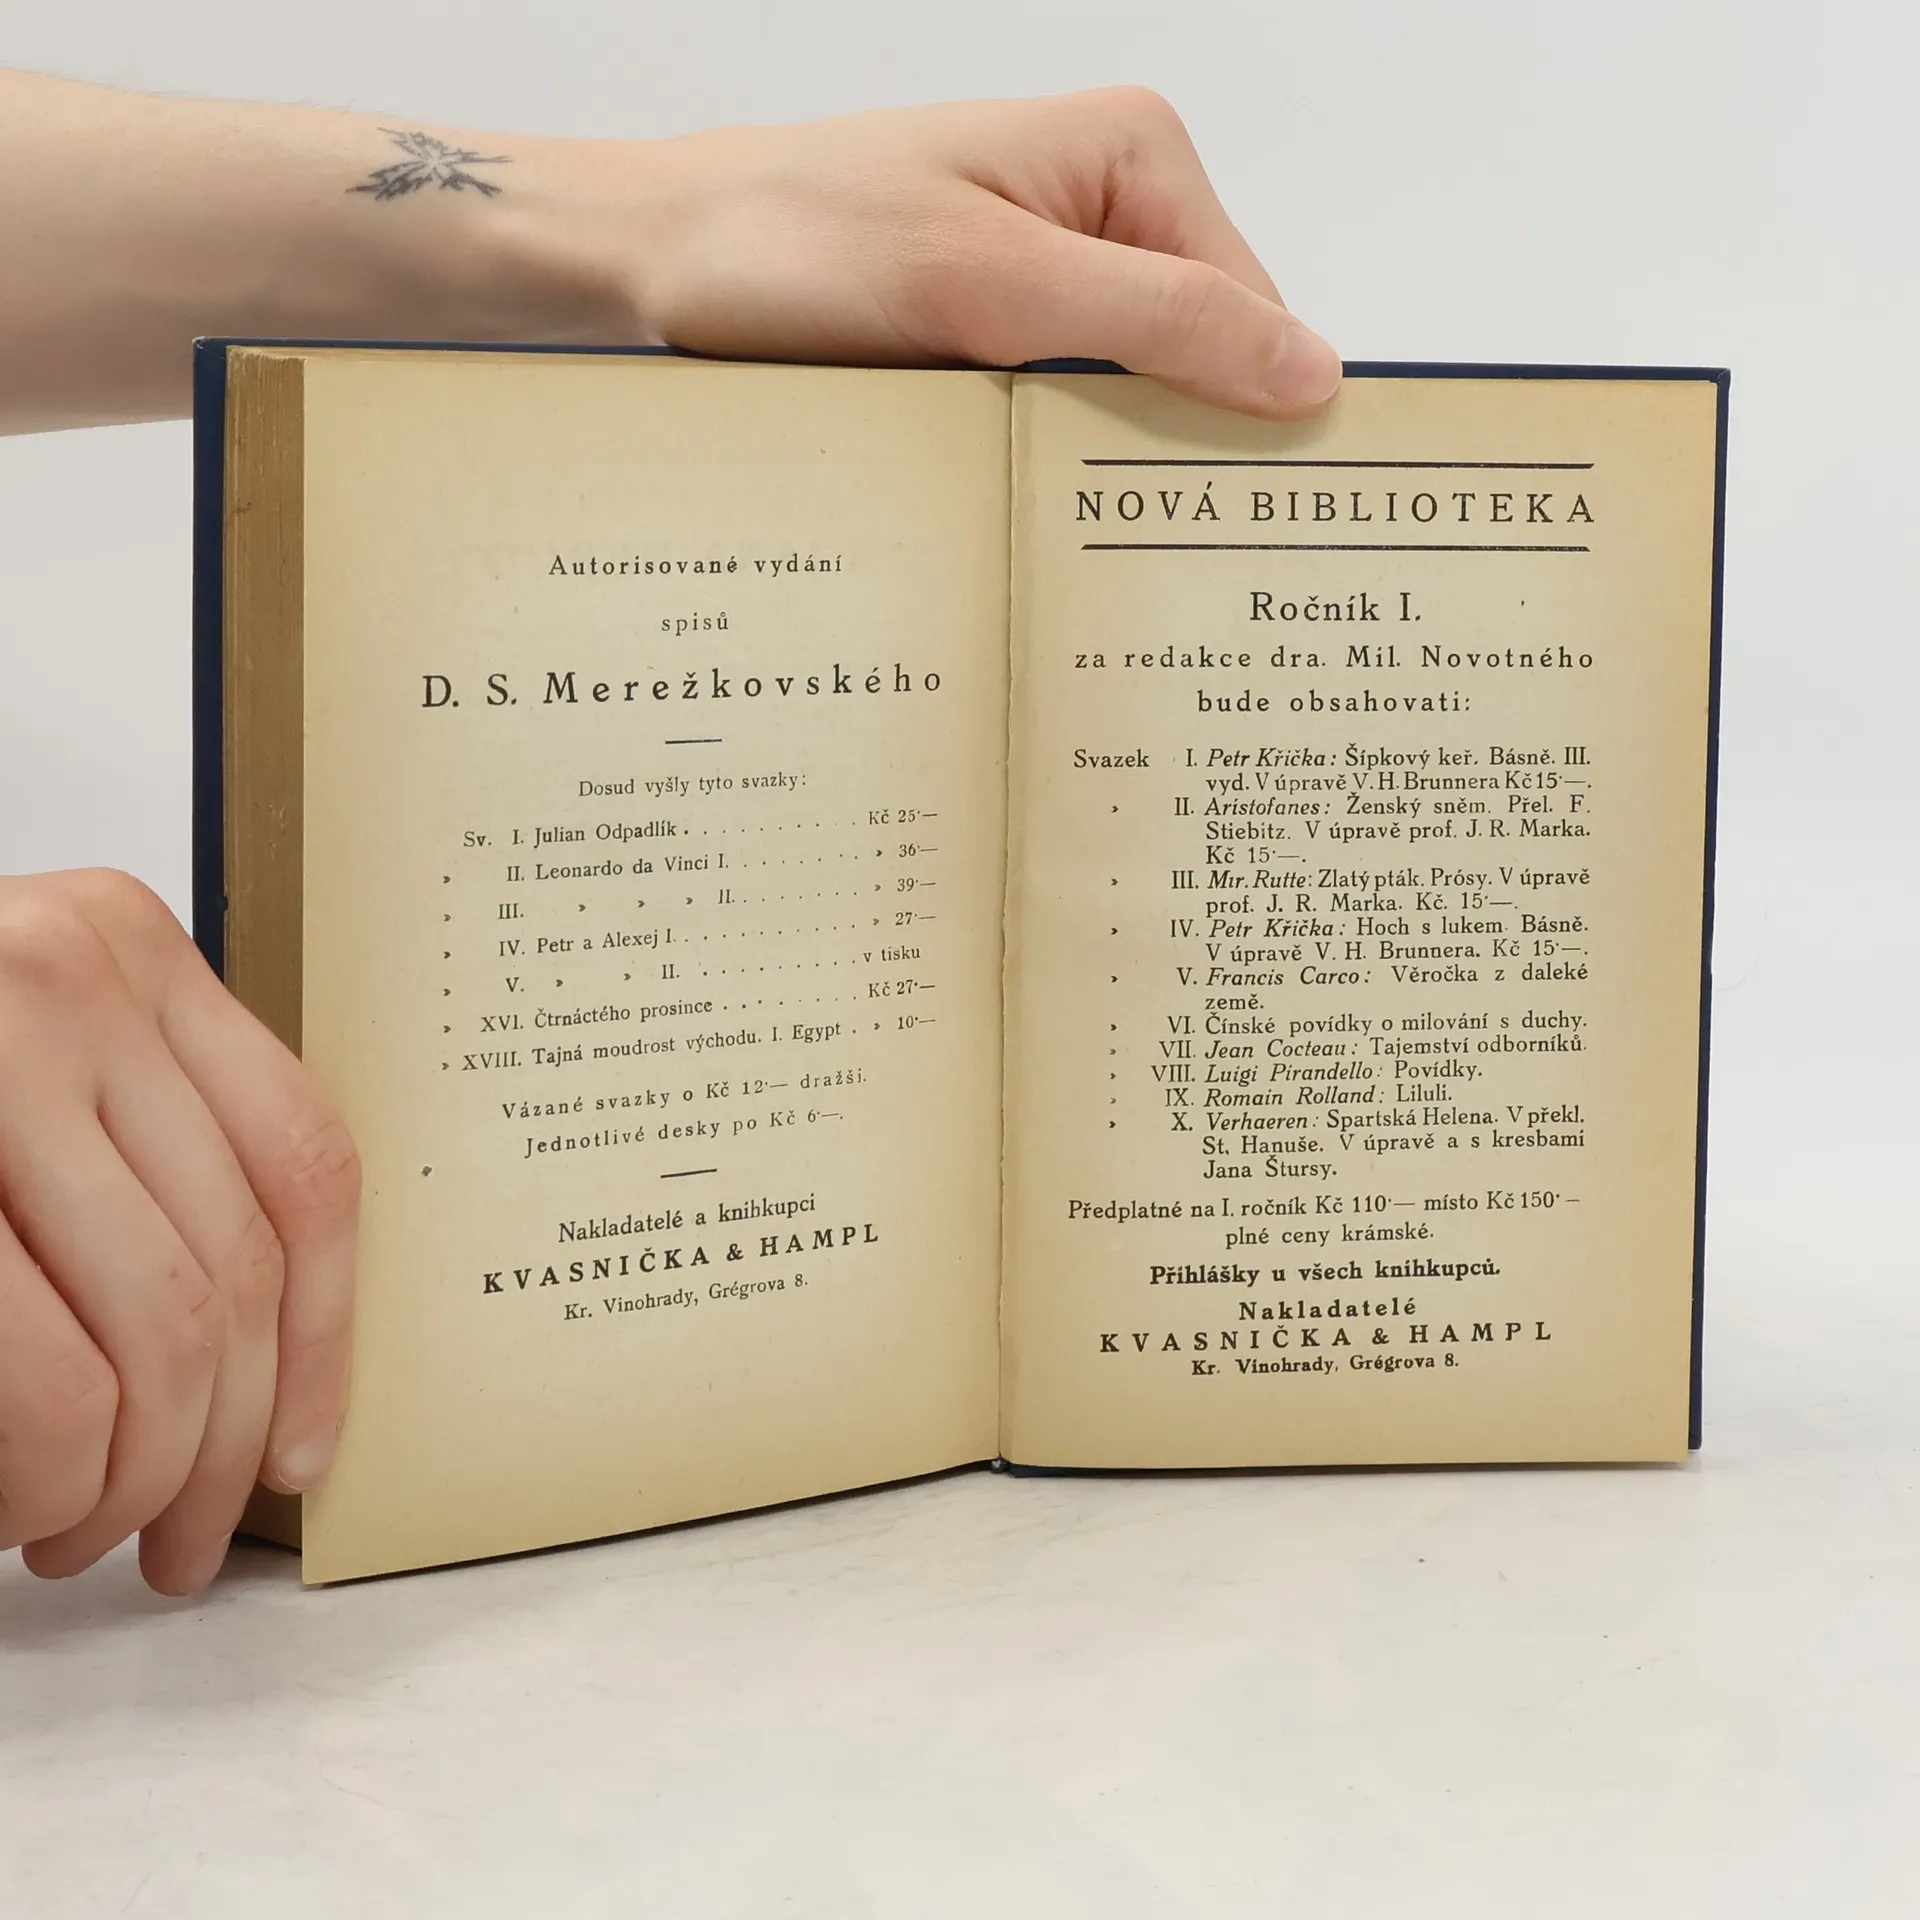 Autorisované vydání
spisů
D. S. Merežkovského
Dosud vyšly tyto svazky:
Sv. I. Julian Odpadlík . . . . . . . . . . Kč 25·—
» II. Leonardo da Vinci I. . . . . . . . » 36·—
» III. » » » II. . . . . . . . » 39·—
» IV. Petr a Alexej I. . . . . . . . . . . » 27·—
» V. » » II. . . . . . . . . . v tisku
» XVI. Čtrnáctého prosince . . . . . . . Kč 27·—
» XVIII. Tajná moudrost východu. I. Egypt . » 10·—
Vázané svazky o Kč 12·— dražši.
Jednotlivé desky po Kč 6·—.
Nakladatelé a knihkupci
KVASNIČKA & HAMPL
Kr. Vinohrady, Grégrova 8.
NOVÁ BIBLIOTEKA
Ročník I.
za redakce dra. Mil. Novotného
bude obsahovati:
Svazek I. Petr Křička: Šípkový keř. Básně. III.
vyd. V úpravě V. H. Brunnera Kč 15·—.
» II. Aristofanes: Ženský sněm. Přel. F.
Stiebitz. V úpravě prof. J. R. Marka.
Kč 15·—.
» III. Mir. Rutte: Zlatý pták. Prósy. V úpravě
prof. J. R. Marka. Kč. 15·—.
» IV. Petr Křička: Hoch s lukem. Básně.
V úpravě V. H. Brunnera. Kč 15·—.
» V. Francis Carco: Věročka z daleké
země.
» VI. Čínské povídky o milování s duchy.
» VII. Jean Cocteau: Tajemství odborníků.
» VIII. Luigi Pirandello: Povídky.
» IX. Romain Rolland: Liluli.
» X. Verhaeren: Spartská Helena. V překl.
St. Hanuše. V úpravě a s kresbami
Jana Štursy.
Předplatné na I. ročník Kč 110·— místo Kč 150·—
plné ceny krámské.
Přihlášky u všech knihkupců.
Nakladatelé
KVASNIČKA & HAMPL
Kr. Vinohrady, Grégrova 8.